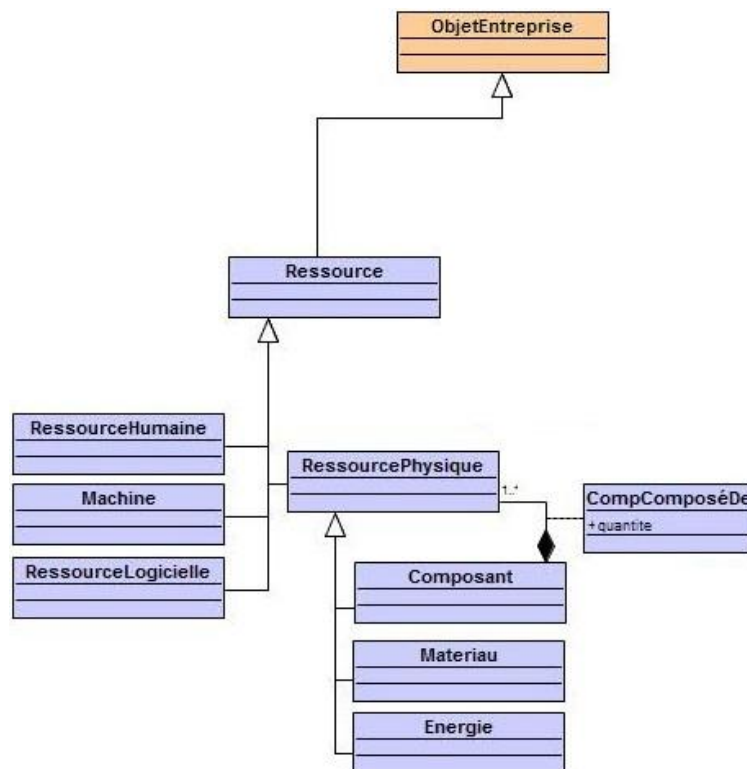 ObjetEntreprise
Ressource
RessourceHumaine
RessourcePhysique
1..*
Machine
CompComposéDe
+quantite
RessourceLogicielle
Composant
Materiau
Energie